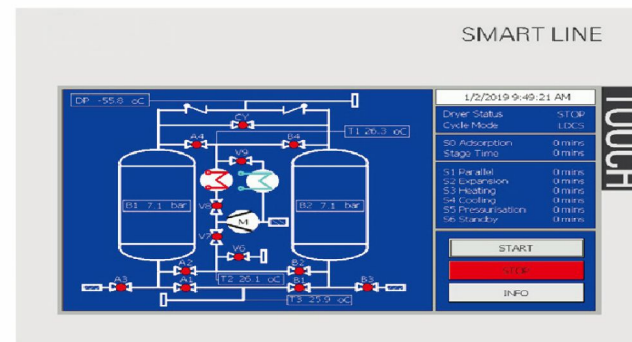 SMART LINE
TOUCH
DP -55.8 oC
1/2/2019 9:49:21 AM
Dryer Status STOP
Cycle Mode LDCS
CY
T1 26.3 oC
A4
B4
V9
S0 Adsorption 0 mins
Stage Time 0 mins
S1 Parallel 0 mins
S2 Expansion 0 mins
S3 Heating 0 mins
S4 Cooling 0 mins
S5 Pressurisation 0 mins
S6 Standby 0 mins
B1 7.1 bar
V8
B2 7.1 bar
M
V7
V6
START
STOP
INFO
A2
B2
A3
A1
T2 26.1 oC
B1
B3
T3 25.9 oC